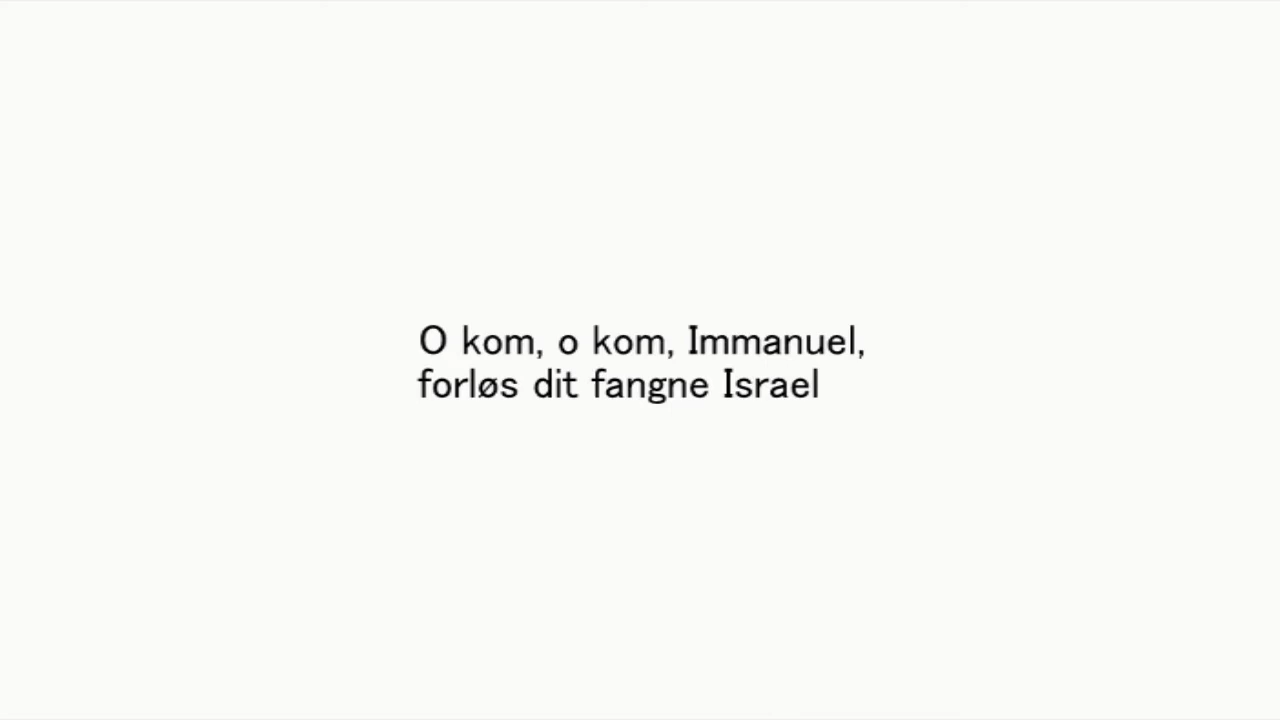 O kom, o kom, Immanuel,
forløs dit fangne Israel